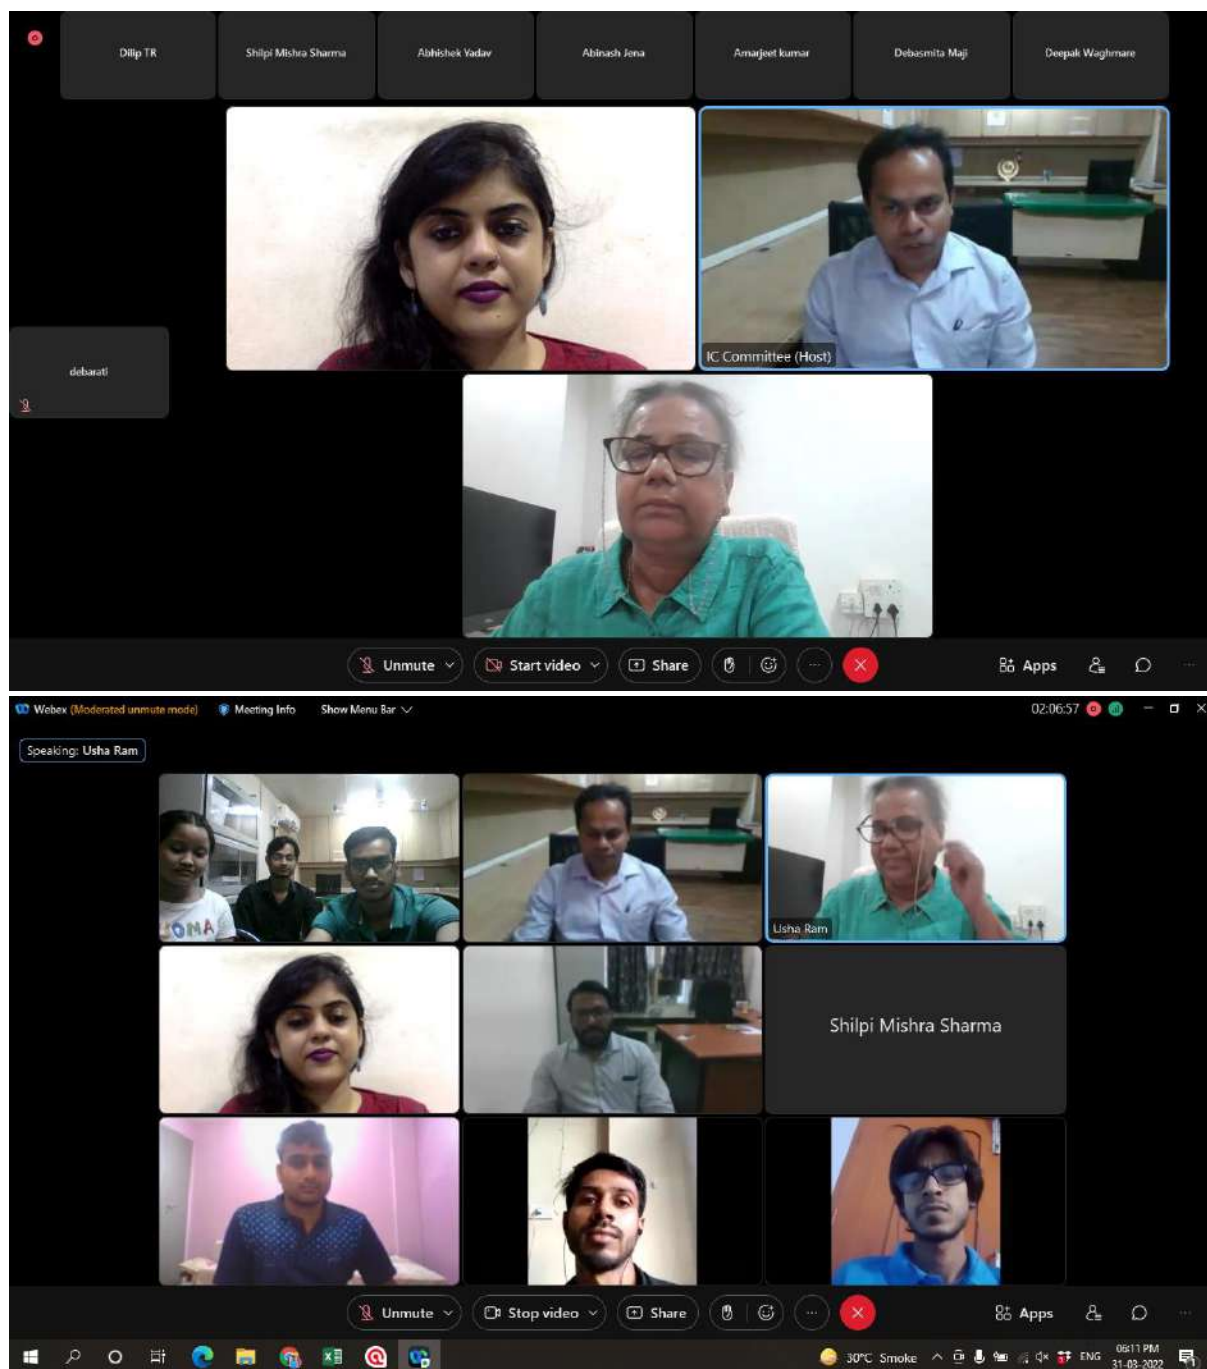 Dilip TR
Shilpi Mishra Sharma
Abhishek Yadav
Abinash Jena
Amarjeet kumar
Debasmita Maji
Deepak Waghmare
IC Committee (Host)
debarati
Unmute
Start video
Share
Apps
Webex (Moderated unmute mode)
Meeting Info
Show Menu Bar
02:06:57
Speaking: Usha Ram
Usha Ram
Shilpi Mishra Sharma
Unmute
Stop video
Share
Apps
30°C Smoke
ENG
06:11 PM
31-03-2022